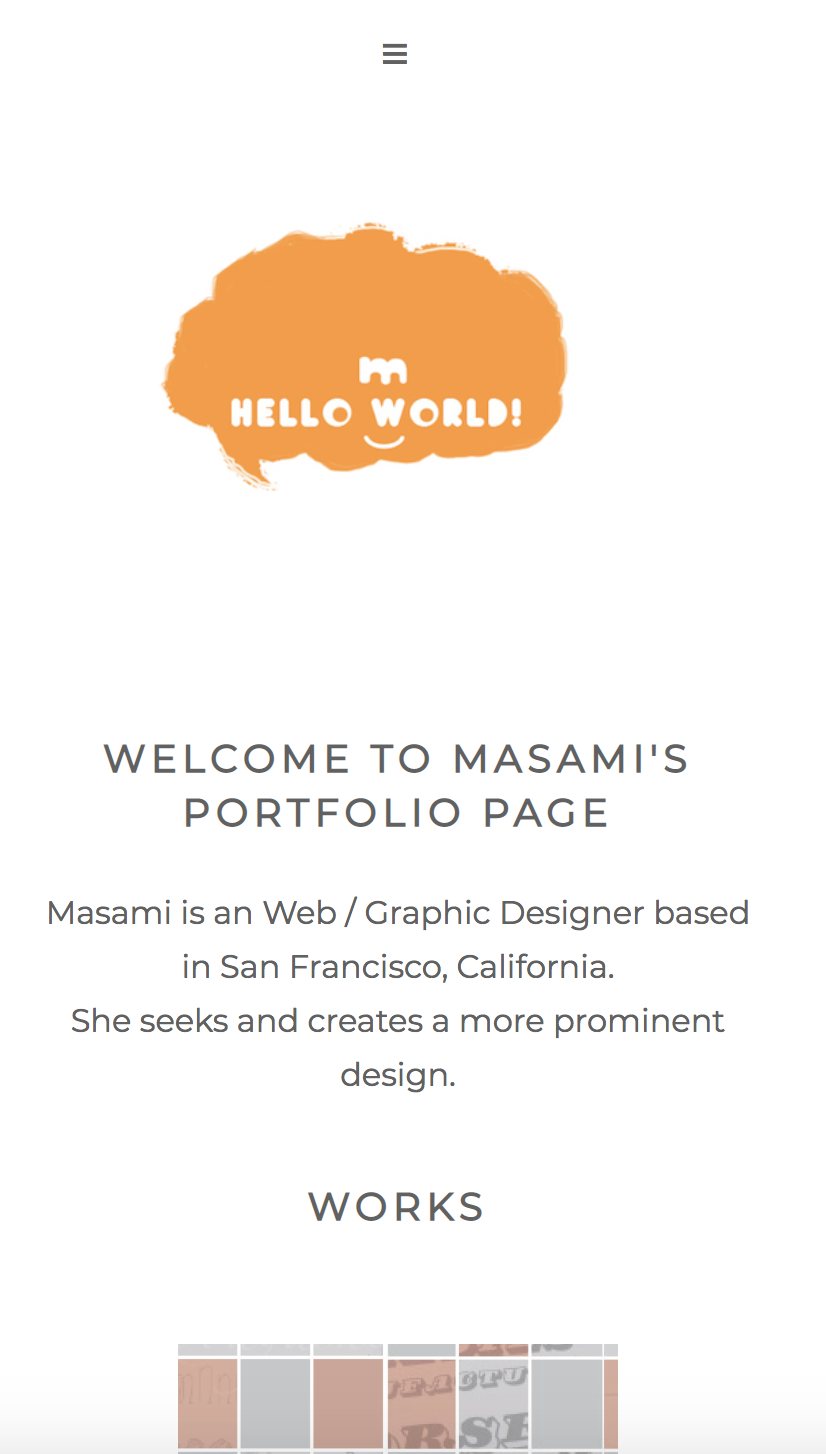 m
HELLO WORLD!
WELCOME TO MASAMI'S
PORTFOLIO PAGE
Masami is an Web / Graphic Designer based
in San Francisco, California.
She seeks and creates a more prominent
design.
WORKS